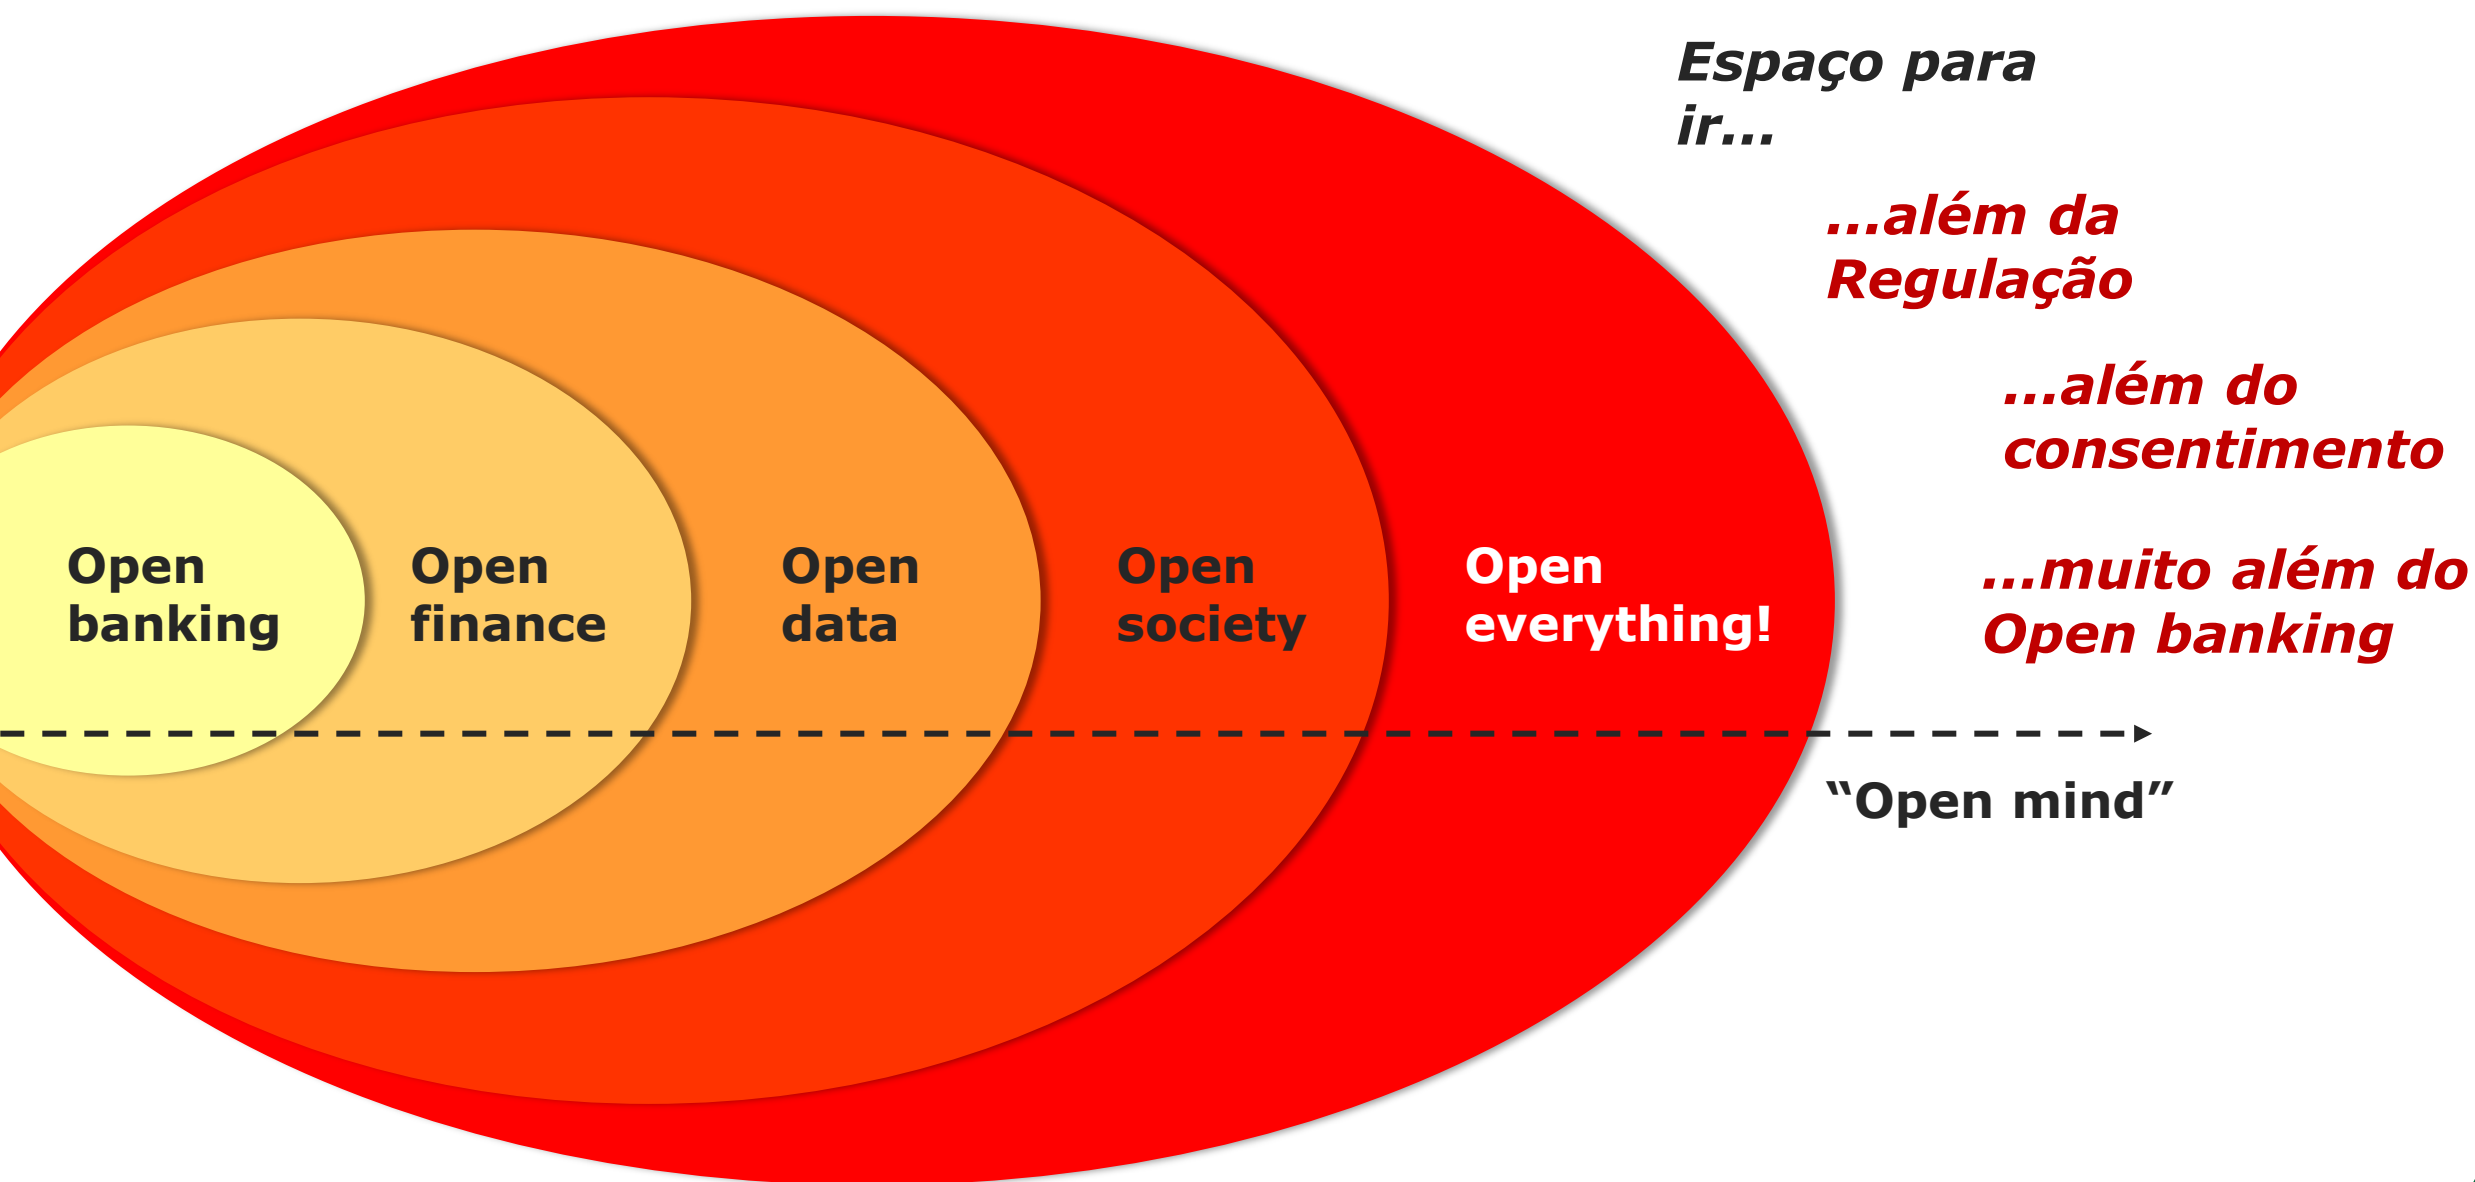 Espaço para
ir...
...além da
Regulação
...além do
consentimento
...muito além do
Open banking
Open
banking
Open
finance
Open
data
Open
society
Open
everything!
“Open mind”